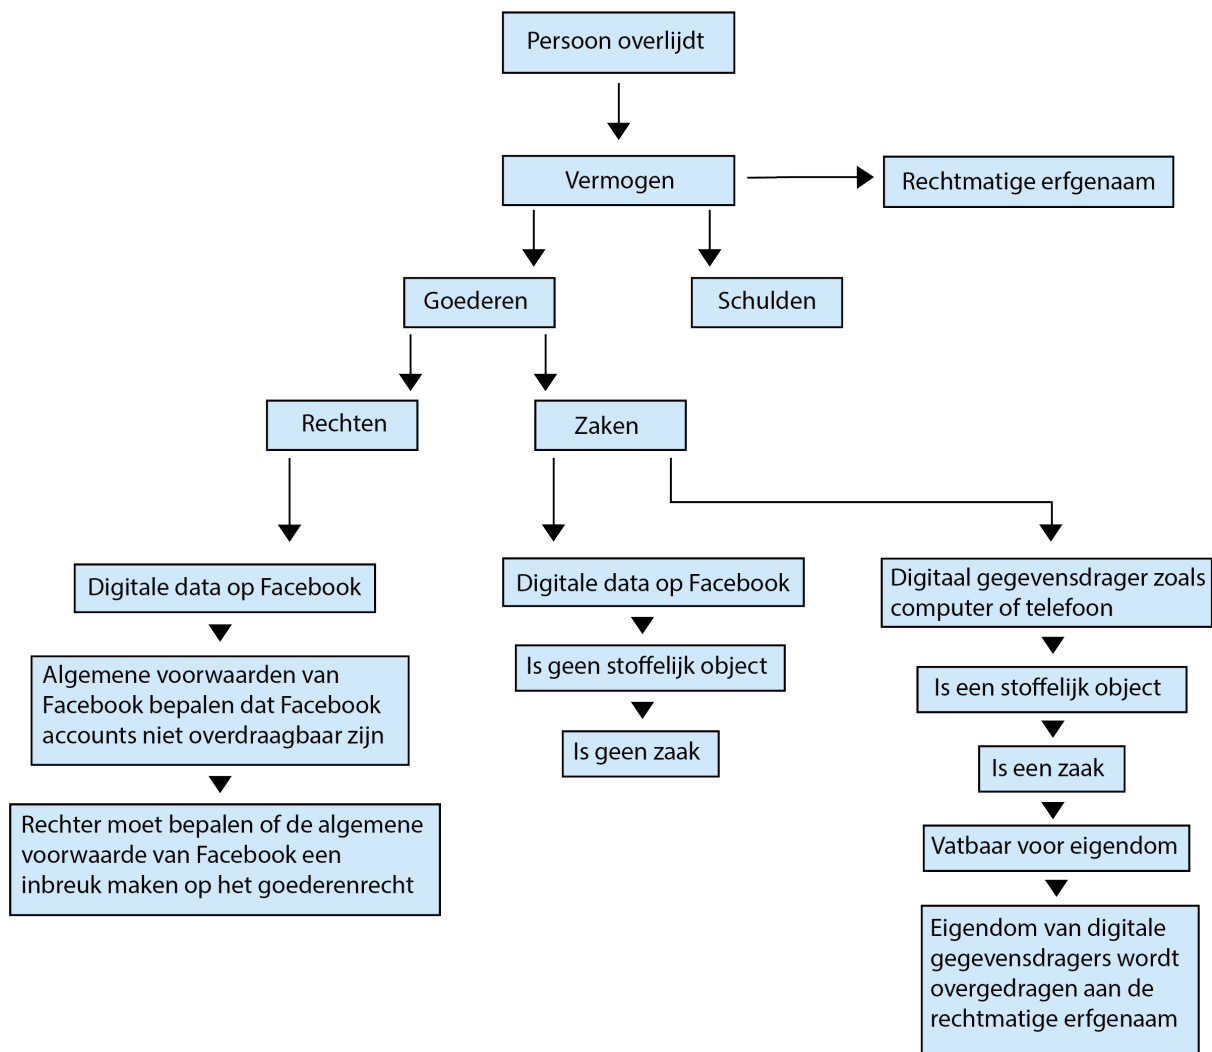 Persoon overlijdt
Vermogen
Rechtmatige erfgenaam
Goederen
Schulden
Rechten
Zaken
Digitale data op Facebook
Algemene voorwaarden van
Facebook bepalen dat Facebook
accounts niet overdraagbaar zijn
Rechter moet bepalen of de algemene
voorwaarde van Facebook een
inbreuk maken op het goederenrecht
Digitale data op Facebook
Is geen stoffelijk object
Is geen zaak
Digitaal gegevensdrager zoals
computer of telefoon
Is een stoffelijk object
Is een zaak
Vatbaar voor eigendom
Eigendom van digitale
gegevensdragers wordt
overgedragen aan de
rechtmatige erfgenaam